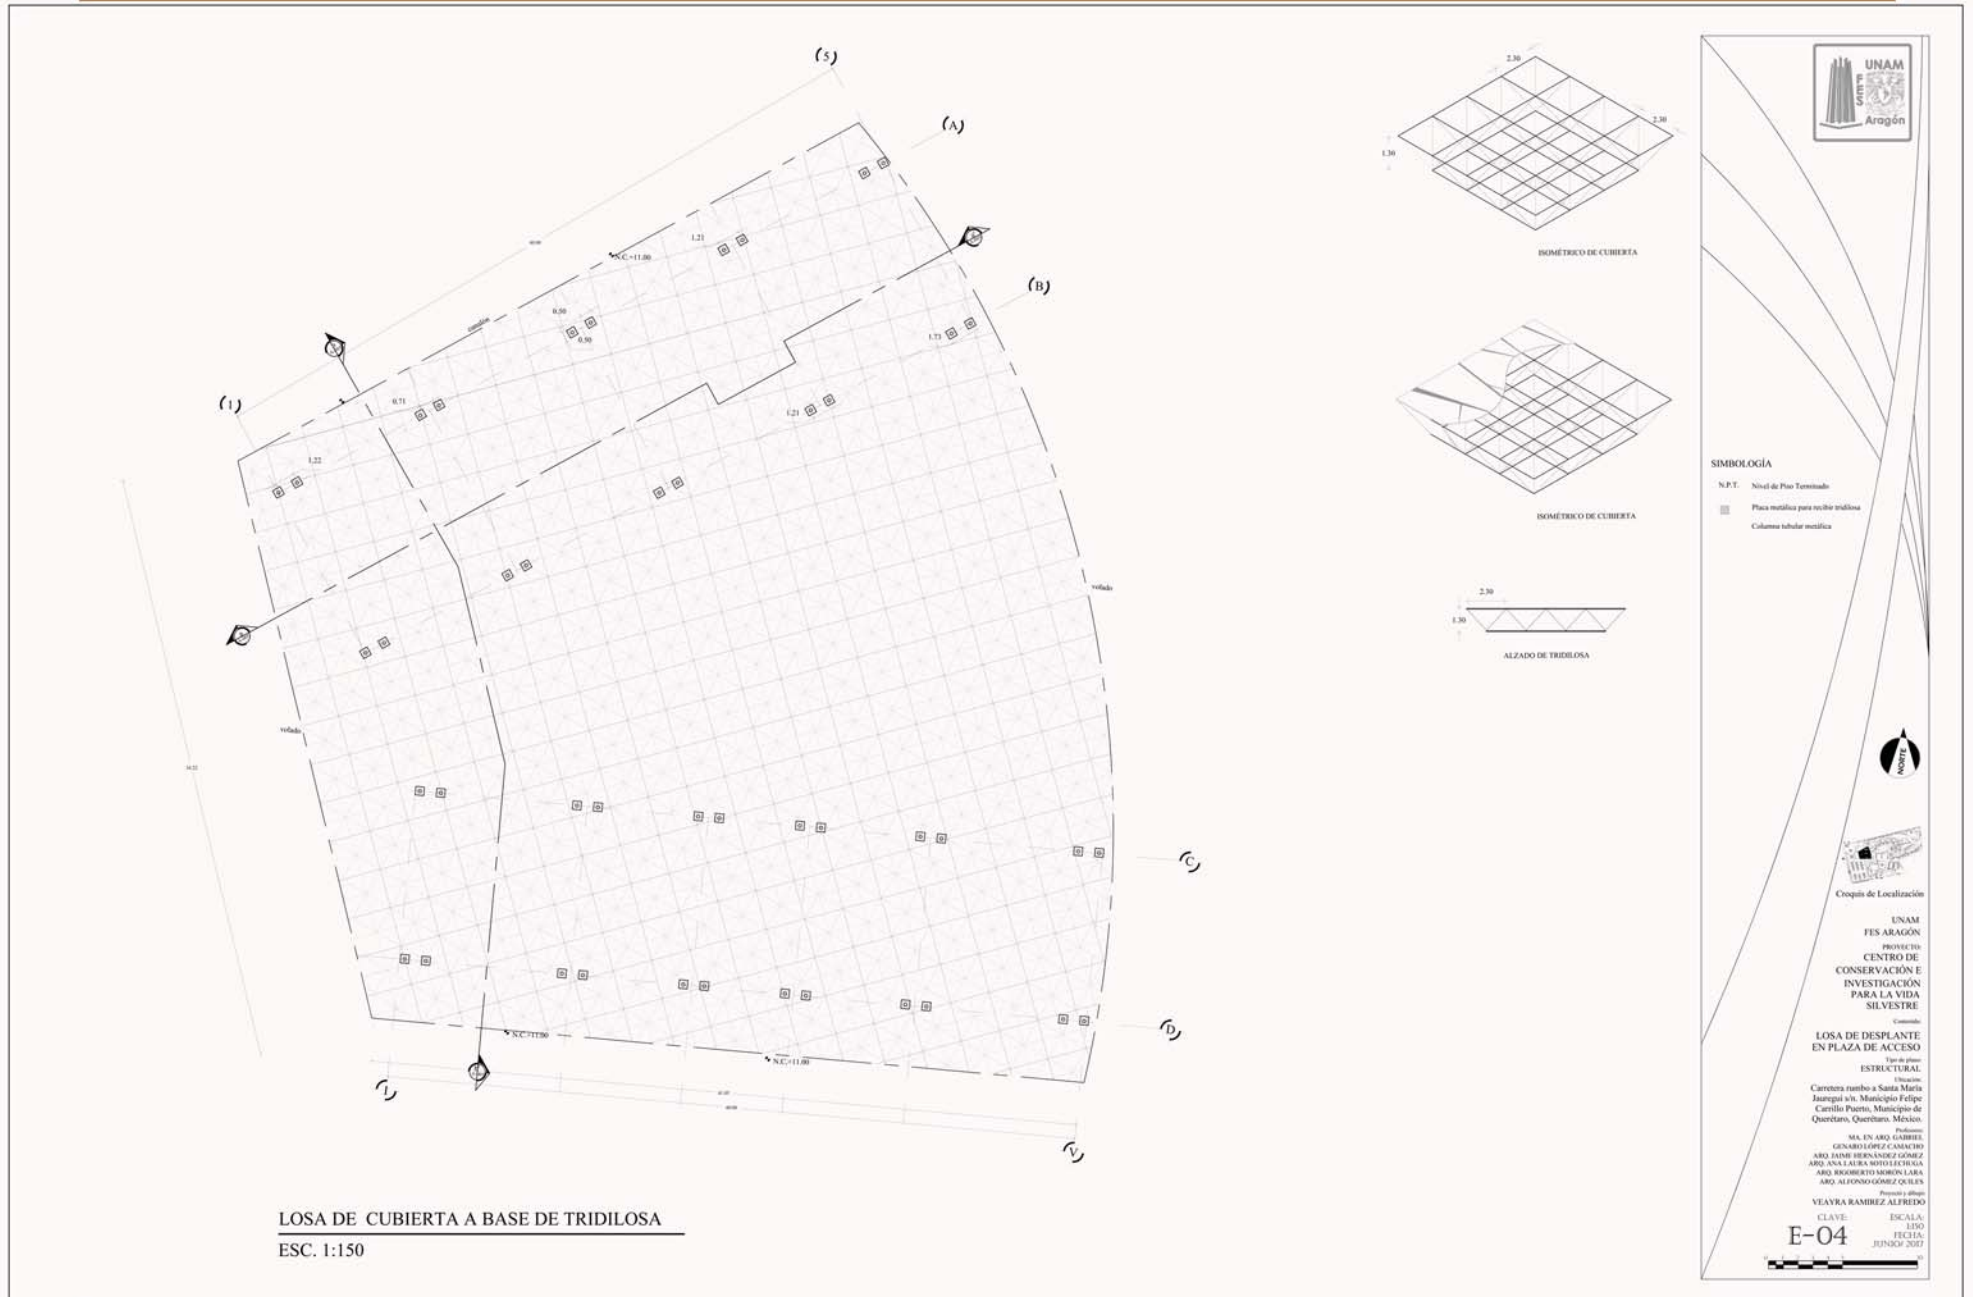 (5)
(A)
1,21
N.C.=11.00
(B)
0,50
0,50
1.73
cumulón
(1)
0,71
1,21
1,22
volado
volado
34.52
(C)
(D)
N.C.=11.00
N.C.=11.00
(I)
(V)
LOSA DE CUBIERTA A BASE DE TRIDILOSA
ESC. 1:150
2.30
2.30
1.30
ISOMÉTRICO DE CUBIERTA
ISOMÉTRICO DE CUBIERTA
2.30
1.30
ALZADO DE TRIDILOSA
UNAM
FES
Aragón
SIMBOLOGÍA
N.P.T. Nivel de Piso Terminado
Placa metálica para recibir tridilosa
Columna tubular metálica
NORTE
Croquis de Localización
UNAM
FES ARAGÓN
PROYECTO:
CENTRO DE
CONSERVACIÓN E
INVESTIGACIÓN
PARA LA VIDA
SILVESTRE
Contenido:
LOSA DE DESPLANTE
EN PLAZA DE ACCESO
Tipo de plano:
ESTRUCTURAL
Ubicación:
Carretera rumbo a Santa María
Jauregui s/n. Municipio Felipe
Carrillo Puerto, Municipio de
Querétaro, Querétaro. México.
Profesores:
MA. EN ARQ. GABRIEL
GENARO LÓPEZ CAMACHO
ARQ. JAIME HERNÁNDEZ GÓMEZ
ARQ. ANA LAURA SOTO LECHUGA
ARQ. RIGOBERTO MORÓN LARA
ARQ. ALFONSO GÓMEZ QUILES
Proyectó y dibujó:
VEAYRA RAMIREZ ALFREDO
CLAVE:
E-04
ESCALA:
1:150
FECHA:
JUNIO/ 2017